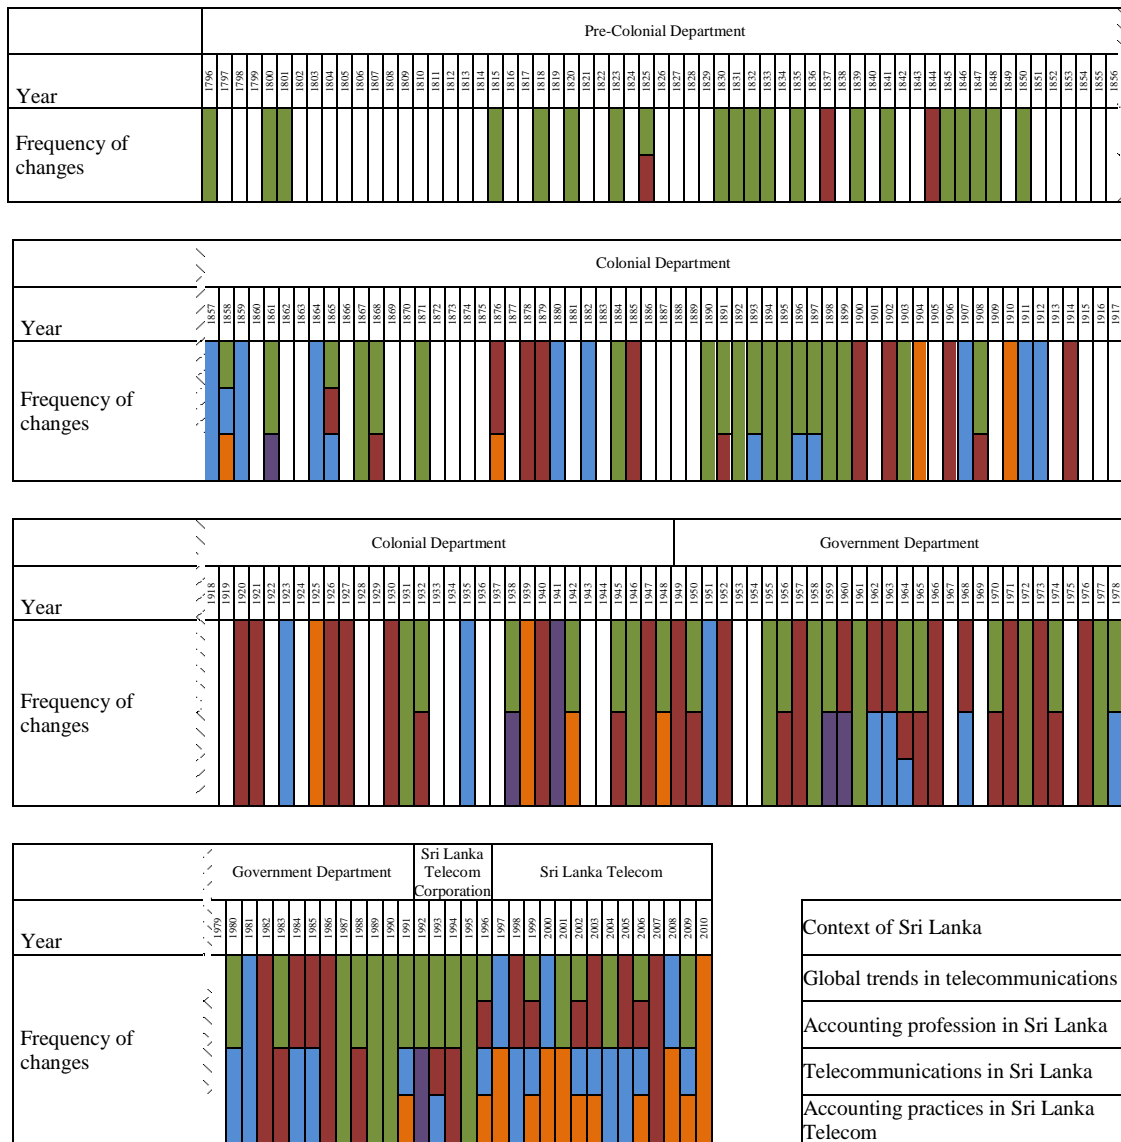 Pre-Colonial Department
Year
1796 1797 1798 1799 1800 1801 1802 1803 1804 1805 1806 1807 1808 1809 1810 1811 1812 1813 1814 1815 1816 1817 1818 1819 1820 1821 1822 1823 1824 1825 1826 1827 1828 1829 1830 1831 1832 1833 1834 1835 1836 1837 1838 1839 1840 1841 1842 1843 1844 1845 1846 1847 1848 1849 1850 1851 1852 1853 1854 1855 1856
Frequency of
changes
Colonial Department
Year
1857 1858 1859 1860 1861 1862 1863 1864 1865 1866 1867 1868 1869 1870 1871 1872 1873 1874 1875 1876 1877 1878 1879 1880 1881 1882 1883 1884 1885 1886 1887 1888 1889 1890 1891 1892 1893 1894 1895 1896 1897 1898 1899 1900 1901 1902 1903 1904 1905 1906 1907 1908 1909 1910 1911 1912 1913 1914 1915 1916 1917
Frequency of
changes
Colonial Department
Government Department
Year
1918 1919 1920 1921 1922 1923 1924 1925 1926 1927 1928 1929 1930 1931 1932 1933 1934 1935 1936 1937 1938 1939 1940 1941 1942 1943 1944 1945 1946 1947 1948 1949 1950 1951 1952 1953 1954 1955 1956 1957 1958 1959 1960 1961 1962 1963 1964 1965 1966 1967 1968 1969 1970 1971 1972 1973 1974 1975 1976 1977 1978
Frequency of
changes
Government Department
Sri Lanka
Telecom
Corporation
Sri Lanka Telecom
Year
1979 1980 1981 1982 1983 1984 1985 1986 1987 1988 1989 1990 1991 1992 1993 1994 1995 1996 1997 1998 1999 2000 2001 2002 2003 2004 2005 2006 2007 2008 2009 2010
Frequency of
changes
Context of Sri Lanka
Global trends in telecommunications
Accounting profession in Sri Lanka
Telecommunications in Sri Lanka
Accounting practices in Sri Lanka
Telecom